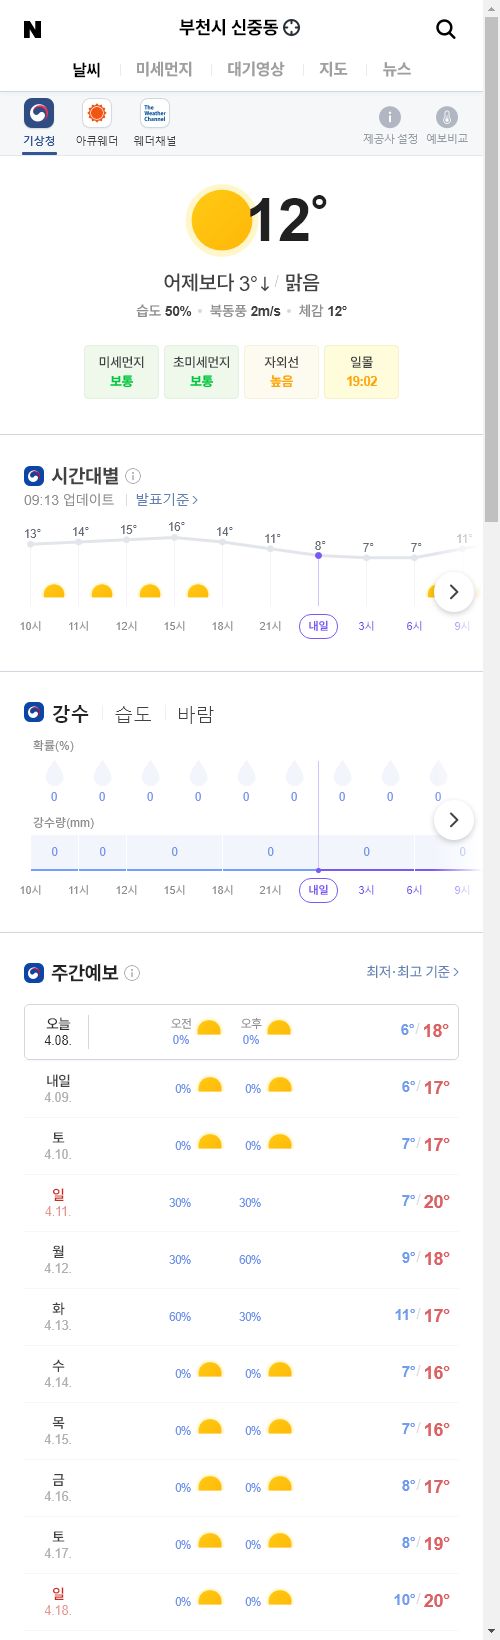 N
부천시 신중동
날씨 미세먼지 대기영상 지도 뉴스
The Weather Channel
기상청 아큐웨더 웨더채널 제공사 설정 예보비교
12°
어제보다 3°↓ / 맑음
습도 50% 북동풍 2m/s 체감 12°
미세먼지 초미세먼지 자외선 일몰
보통 보통 높음 19:02
시간대별
09:13 업데이트 발표기준 >
13° 14° 15° 16° 14° 11° 8° 7° 7° 11°
10시 11시 12시 15시 18시 21시 내일 3시 6시 9시
강수 습도 바람
확률(%)
0 0 0 0 0 0 0 0 0
강수량(mm)
0 0 0 0 0 0
10시 11시 12시 15시 18시 21시 내일 3시 6시 9시
주간예보 최저·최고 기준 >
오늘 오전 오후
4.08. 0% 0% 6°/ 18°
내일
4.09. 0% 0% 6°/ 17°
토
4.10. 0% 0% 7°/ 17°
일
4.11. 30% 30% 7°/ 20°
월
4.12. 30% 60% 9°/ 18°
화
4.13. 60% 30% 11°/ 17°
수
4.14. 0% 0% 7°/ 16°
목
4.15. 0% 0% 7°/ 16°
금
4.16. 0% 0% 8°/ 17°
토
4.17. 0% 0% 8°/ 19°
일
4.18. 0% 0% 10°/ 20°